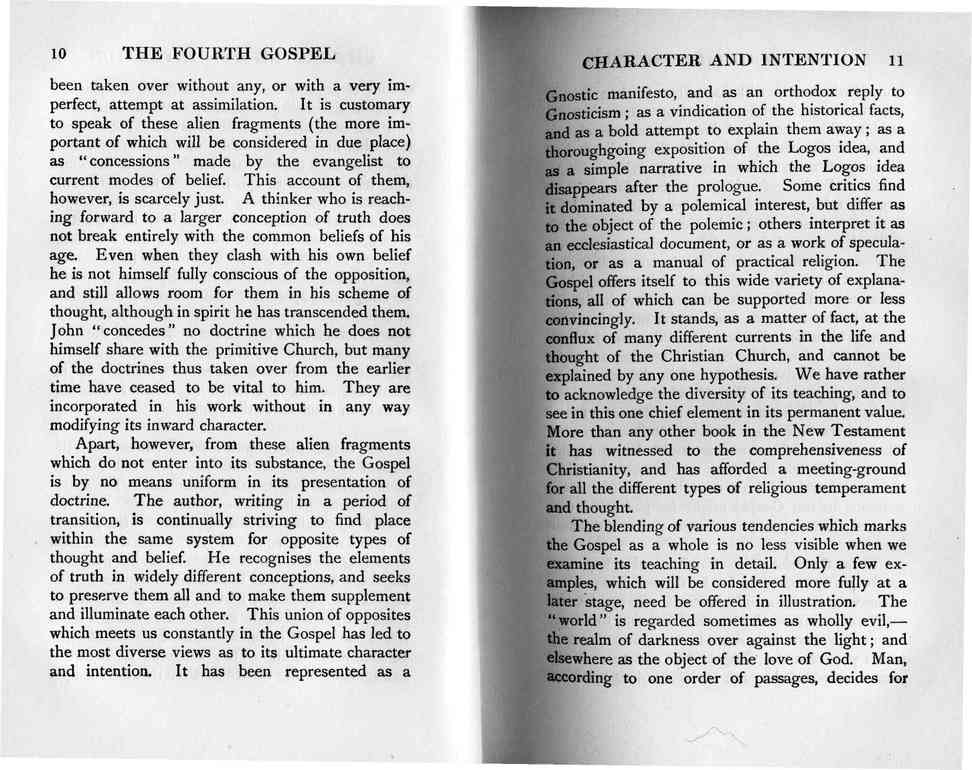 10 THE FOURTH GOSPEL
been taken over without any, or with a very im-
perfect, attempt at assimilation. It is customary
to speak of these alien fragments (the more im-
portant of which will be considered in due place)
as "concessions" made by the evangelist to
current modes of belief. This account of them,
however, is scarcely just. A thinker who is reach-
ing forward to a larger conception of truth does
not break entirely with the common beliefs of his
age. Even when they clash with his own belief
he is not himself fully conscious of the opposition,
and still allows room for them in his scheme of
thought, although in spirit he has transcended them.
John "concedes" no doctrine which he does not
himself share with the primitive Church, but many
of the doctrines thus taken over from the earlier
time have ceased to be vital to him. They are
incorporated in his work without in any way
modifying its inward character.
Apart, however, from these alien fragments
which do not enter into its substance, the Gospel
is by no means uniform in its presentation of
doctrine. The author, writing in a period of
transition, is continually striving to find place
within the same system for opposite types of
thought and belief. He recognises the elements
of truth in widely different conceptions, and seeks
to preserve them all and to make them supplement
and illuminate each other. This union of opposites
which meets us constantly in the Gospel has led to
the most diverse views as to its ultimate character
and intention. It has been represented as a
CHARACTER AND INTENTION 11
Gnostic manifesto, and as an orthodox reply to
Gnosticism; as a vindication of the historical facts,
and as a bold attempt to explain them away; as a
thoroughgoing exposition of the Logos idea, and
as a simple narrative in which the Logos idea
disappears after the prologue. Some critics find
it dominated by a polemical interest, but differ as
to the object of the polemic; others interpret it as
an ecclesiastical document, or as a work of specula-
tion, or as a manual of practical religion. The
Gospel offers itself to this wide variety of explana-
tions, all of which can be supported more or less
convincingly. It stands, as a matter of fact, at the
conflux of many different currents in the life and
thought of the Christian Church, and cannot be
explained by any one hypothesis. We have rather
to acknowledge the diversity of its teaching, and to
see in this one chief element in its permanent value.
More than any other book in the New Testament
it has witnessed to the comprehensiveness of
Christianity, and has afforded a meeting-ground
for all the different types of religious temperament
and thought.
The blending of various tendencies which marks
the Gospel as a whole is no less visible when we
examine its teaching in detail. Only a few ex-
amples, which will be considered more fully at a
later stage, need be offered in illustration. The
"world" is regarded sometimes as wholly evil,—
the realm of darkness over against the light; and
elsewhere as the object of the love of God. Man,
according to one order of passages, decides for